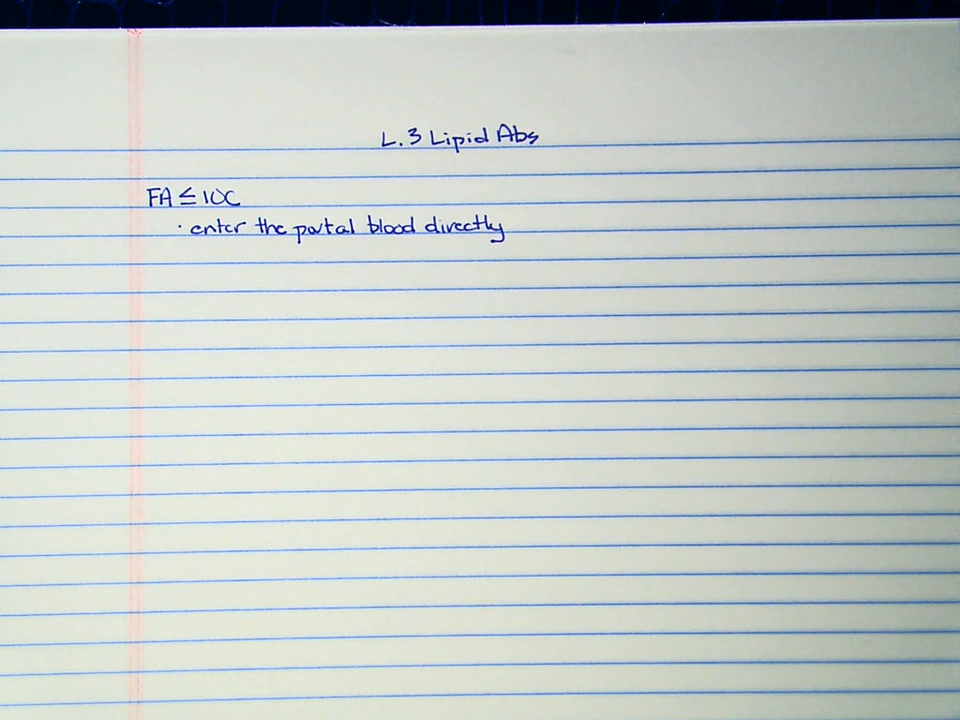 L.3 Lipid Abs
FA ≤ 10C
· enter the portal blood directly